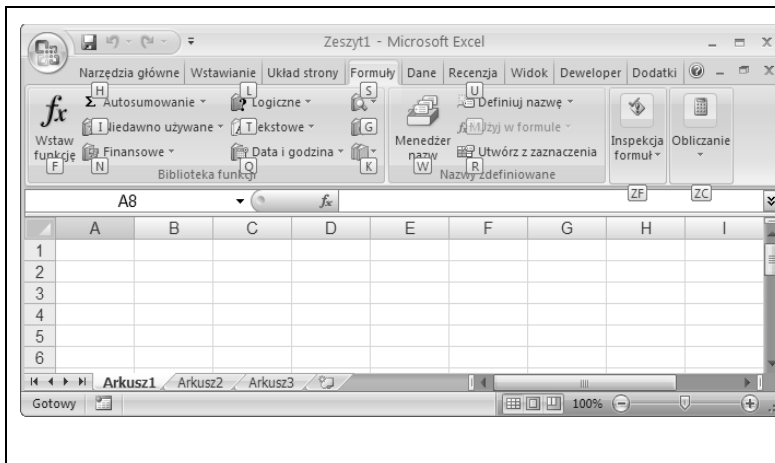 Zeszyt1 - Microsoft Excel
Narzędzia główne Wstawianie Układ strony Formuły Dane Recenzja Widok Deweloper Dodatki
H L S U
fx Σ Autosumowanie Logiczne Definiuj nazwę
I Niedawno używane T Tekstowe G M Użyj w formule
Wstaw funkcję Finansowe Data i godzina Menedżer nazw Utwórz z zaznaczenia Inspekcja formuł Obliczanie
F N Q K W R
Biblioteka funkcji Nazwy zdefiniowane
ZF ZC
A8 fx
A B C D E F G H I
1
2
3
4
5
6
Arkusz1 Arkusz2 Arkusz3
Gotowy 100%